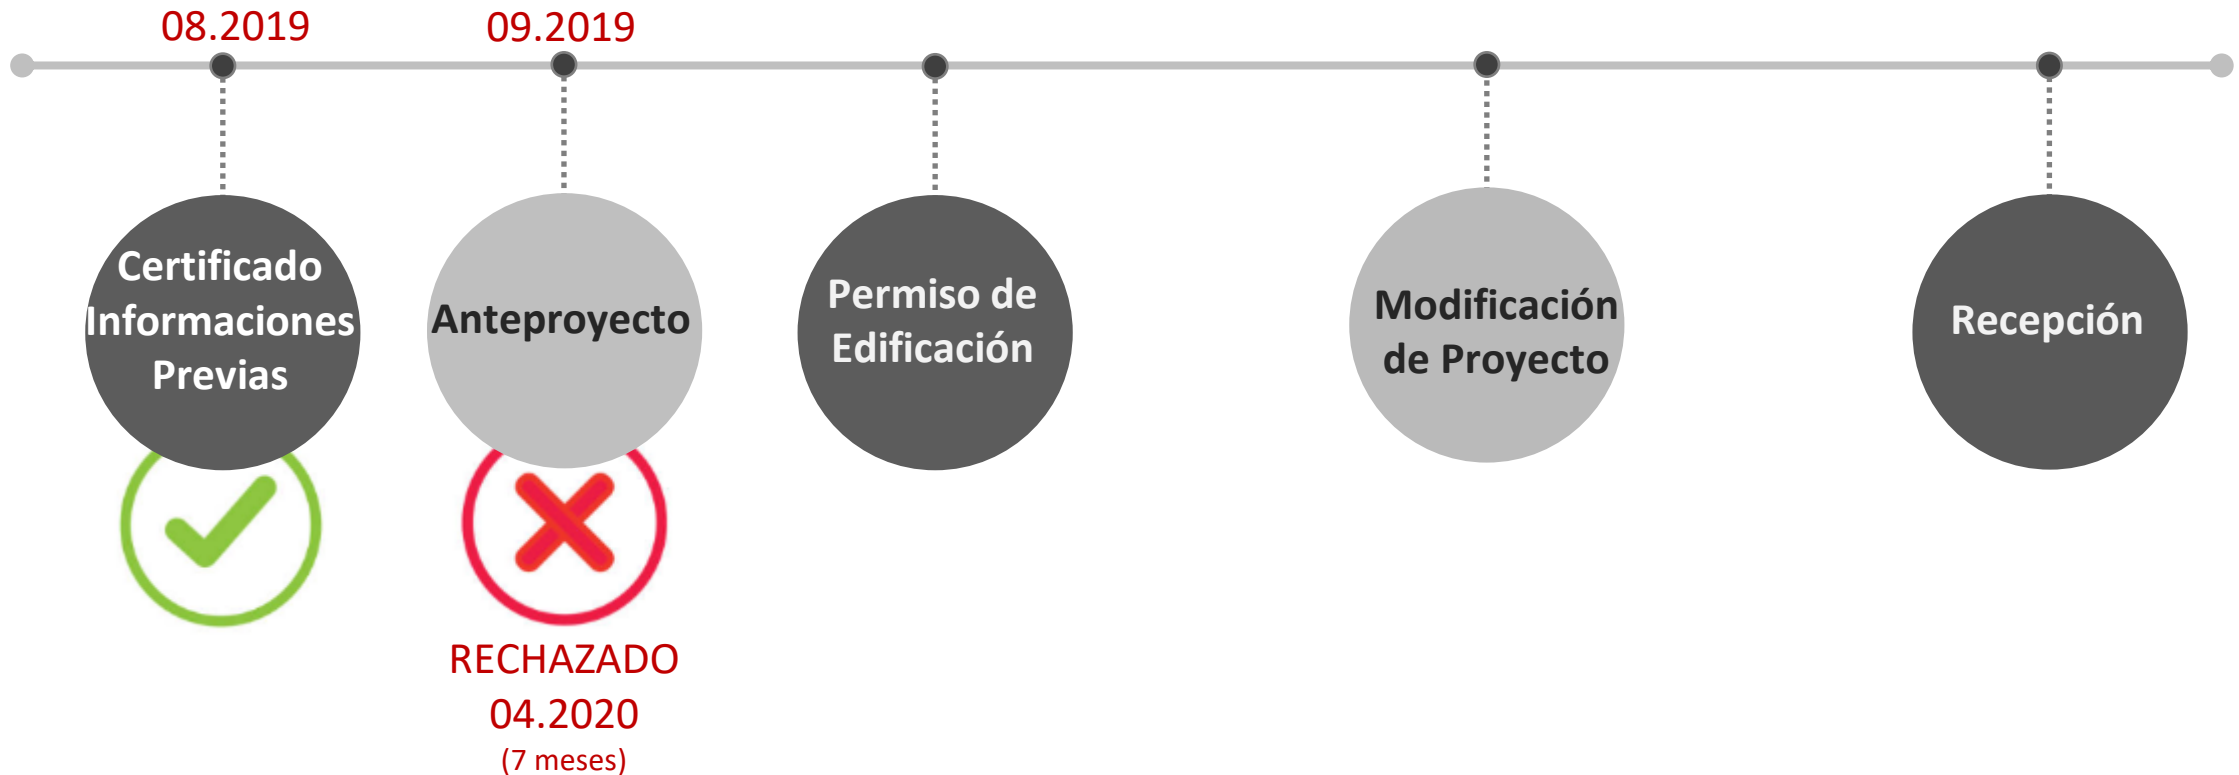 08.2019
09.2019
Certificado
Informaciones
Previas
Anteproyecto
Permiso de
Edificación
Modificación
de Proyecto
Recepción
RECHAZADO
04.2020
(7 meses)